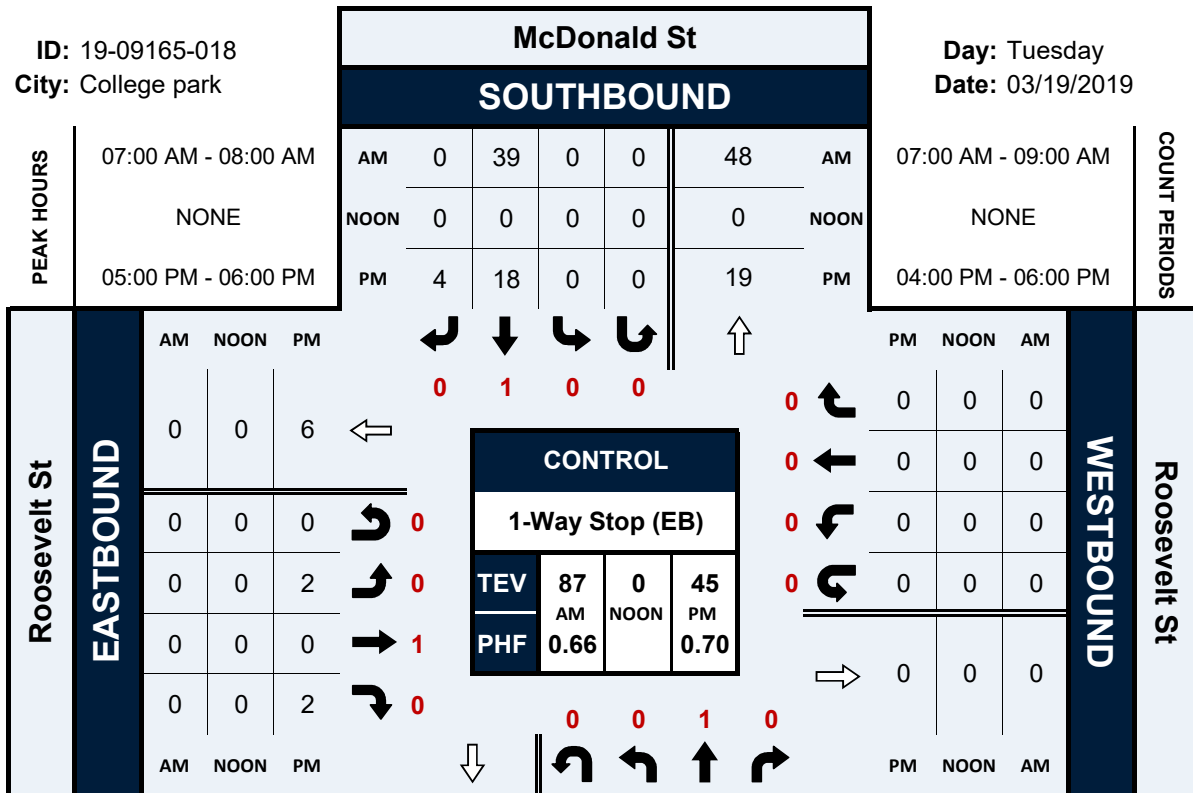 McDonald St
ID: 19-09165-018
City: College park
Day: Tuesday
Date: 03/19/2019
SOUTHBOUND
PEAK HOURS
07:00 AM - 08:00 AM
NONE
05:00 PM - 06:00 PM
AM 0 39 0 0 48 AM
NOON 0 0 0 0 0 NOON
PM 4 18 0 0 19 PM
07:00 AM - 09:00 AM
NONE
04:00 PM - 06:00 PM
COUNT PERIODS
0 1 0 0
Roosevelt St
EASTBOUND
AM NOON PM
0 0 6
0 0 0 0
0 0 2 0
0 0 0 1
0 0 2 0
AM NOON PM
CONTROL
1-Way Stop (EB)
TEV 87 0 45
AM NOON PM
PHF 0.66 0.70
PM NOON AM
0 0 0 0
0 0 0 0
0 0 0 0
0 0 0 0
0 0 0
PM NOON AM
WESTBOUND
Roosevelt St
0 0 1 0